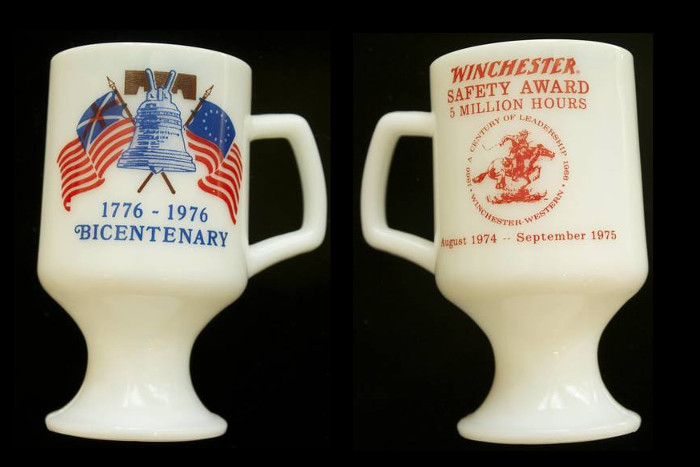 1776 - 1976
BICENTENARY
WINCHESTER®
SAFETY AWARD
5 MILLION HOURS
1866 A CENTURY OF LEADERSHIP 1966
• WINCHESTER-WESTERN •
August 1974 -- September 1975